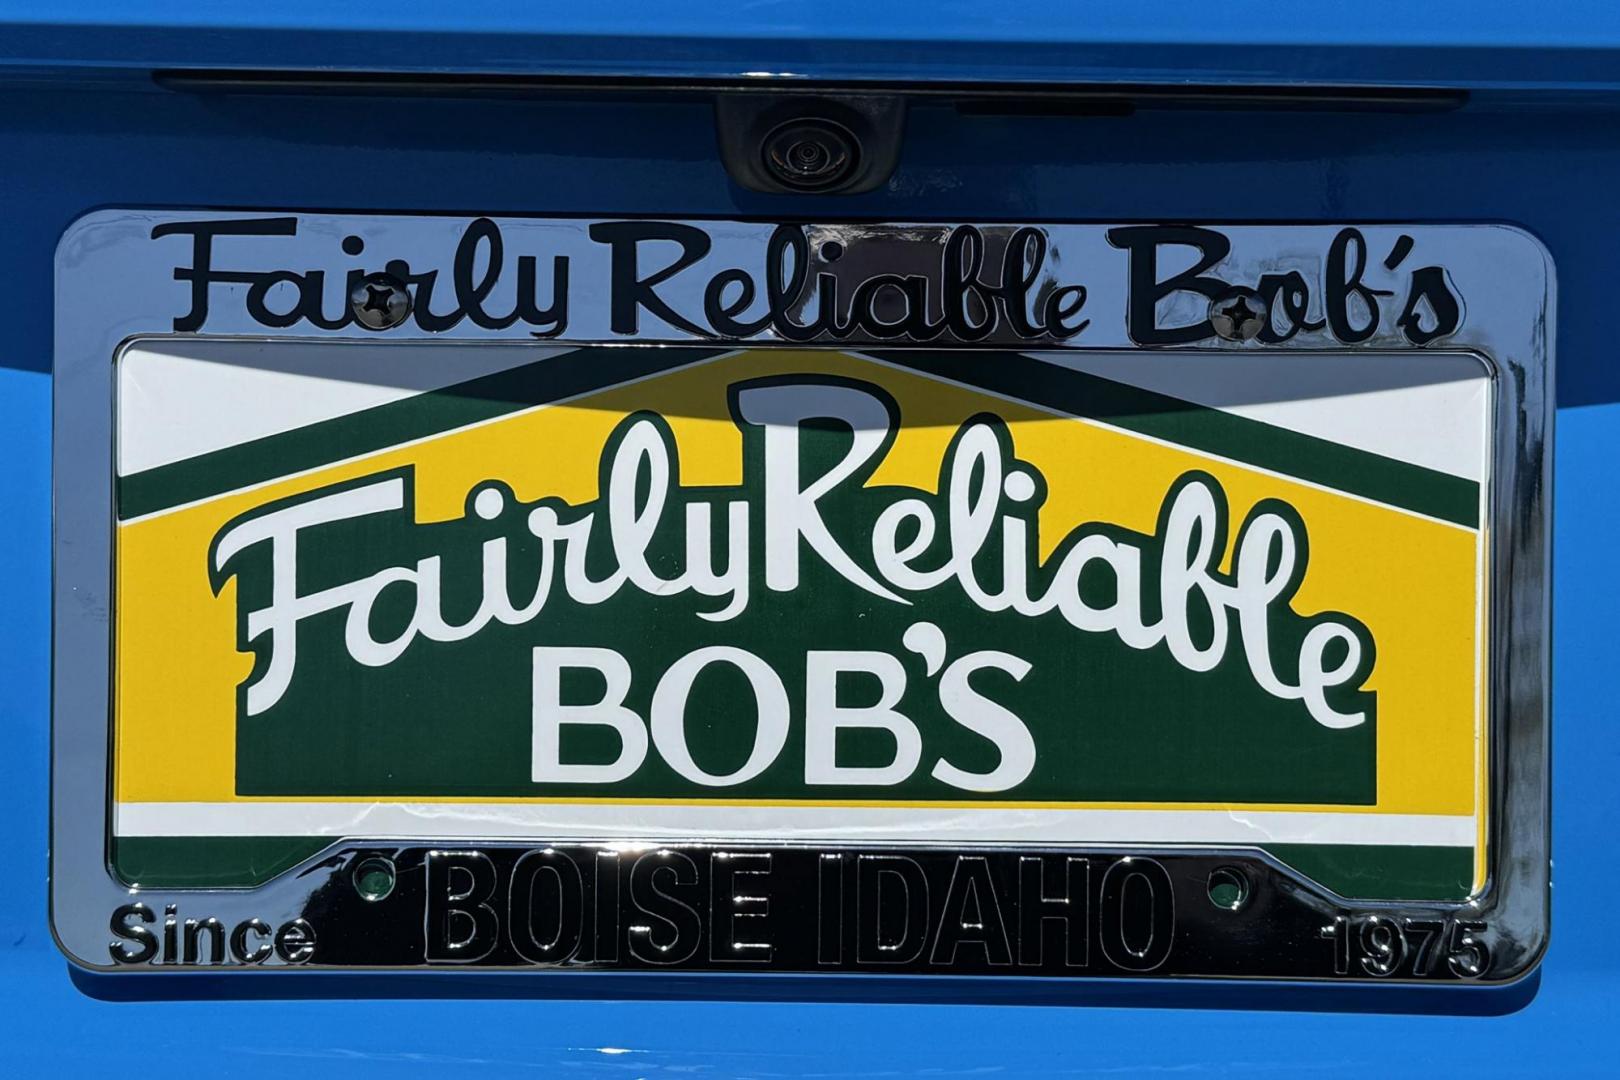 Fairly Reliable Bob's
Fairly Reliable
BOB'S
BOISE IDAHO
Since 1975